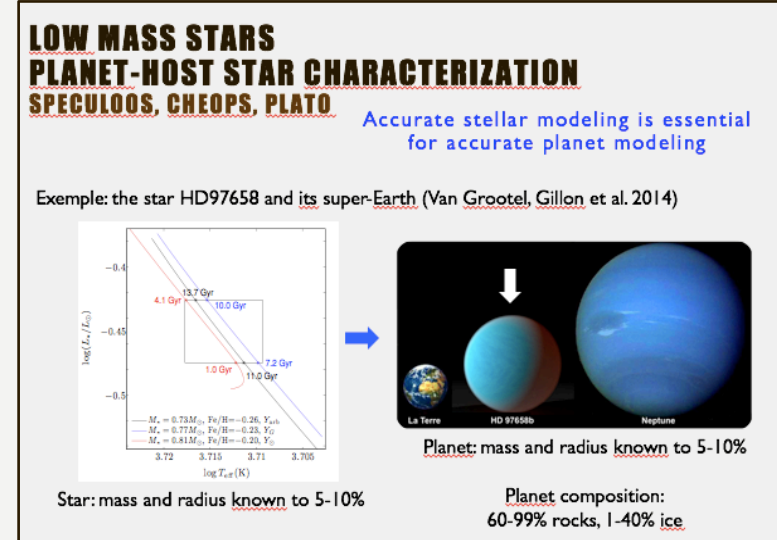 LOW MASS STARS
PLANET-HOST STAR CHARACTERIZATION
SPECULOOS, CHEOPS, PLATO
Accurate stellar modeling is essential
for accurate planet modeling
Exemple: the star HD97658 and its super-Earth (Van Grootel, Gillon et al. 2014)
−0.4
−0.45
−0.5
log(L*/L☉)
13.7 Gyr
4.1 Gyr
10.0 Gyr
1.0 Gyr
7.2 Gyr
11.0 Gyr
M* = 0.73M☉, Fe/H=−0.26, Yarb
M* = 0.77M☉, Fe/H=−0.23, YG
M* = 0.81M☉, Fe/H=−0.20, Y☉
3.72 3.715 3.71 3.705
log Teff(K)
La Terre
HD 97658b
Neptune
Star: mass and radius known to 5-10%
Planet: mass and radius known to 5-10%
Planet composition:
60-99% rocks, 1-40% ice